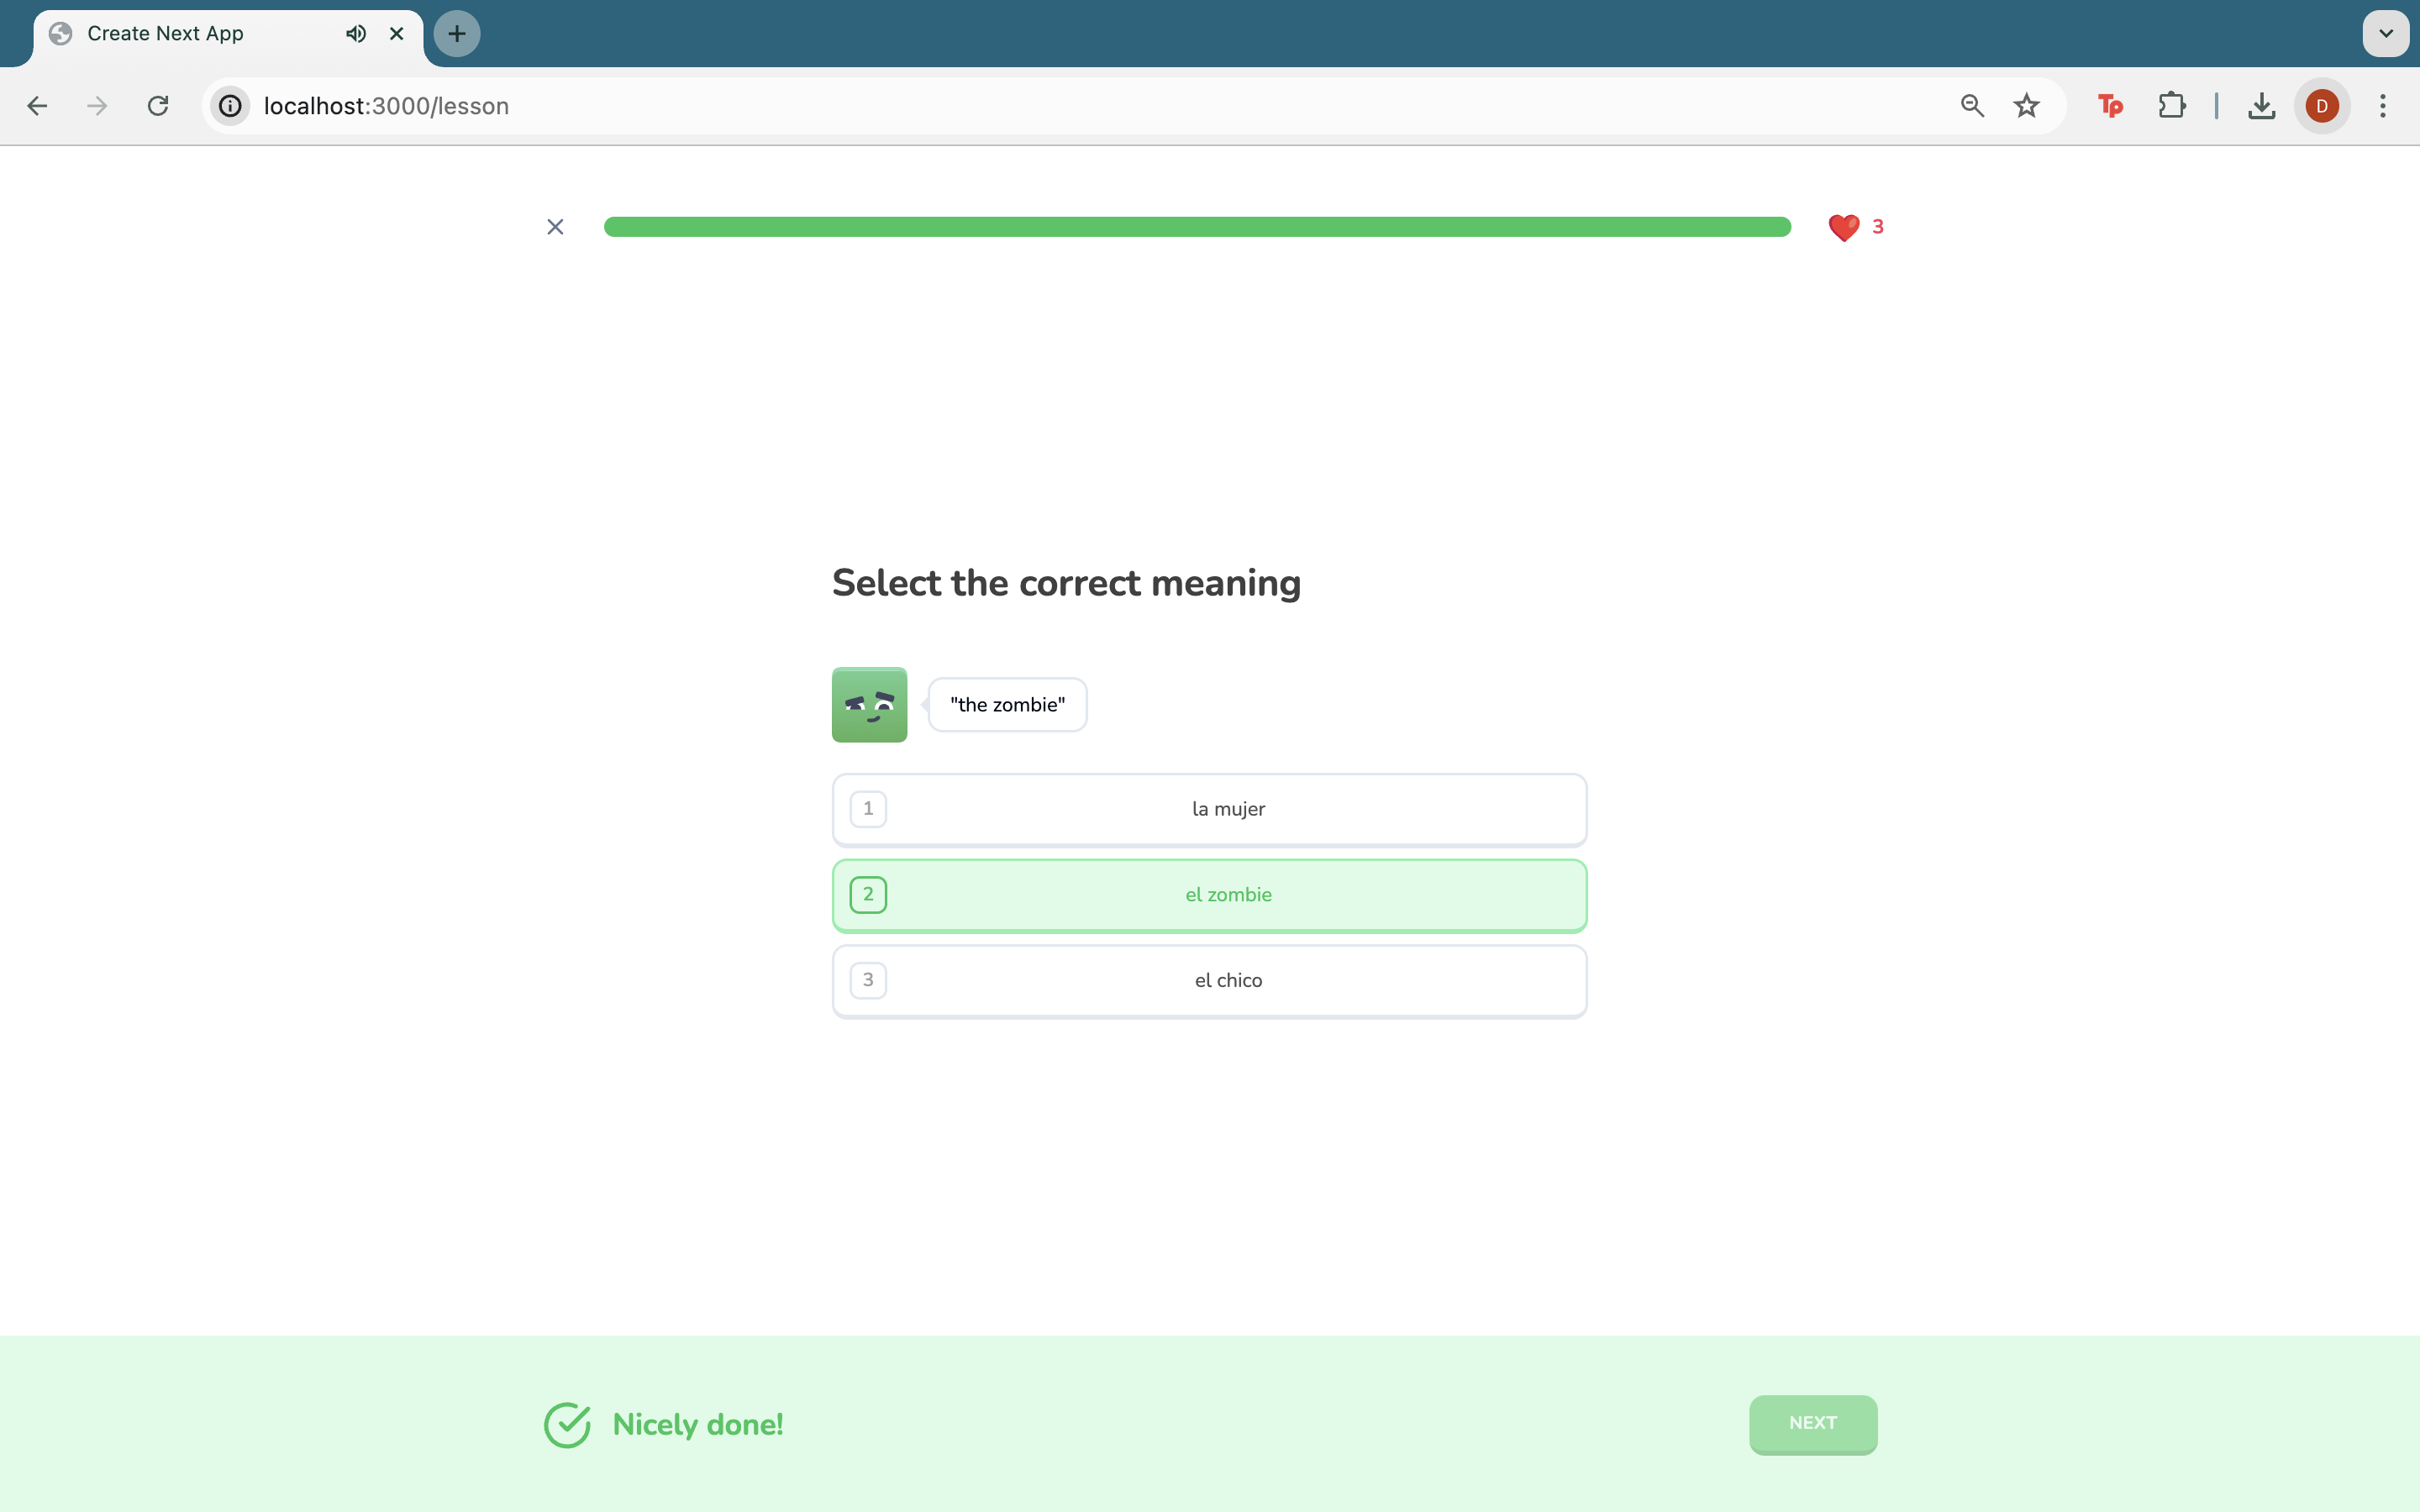 Create Next App
localhost:3000/lesson
Tp
D
3
Select the correct meaning
"the zombie"
1 la mujer
2 el zombie
3 el chico
Nicely done!
NEXT